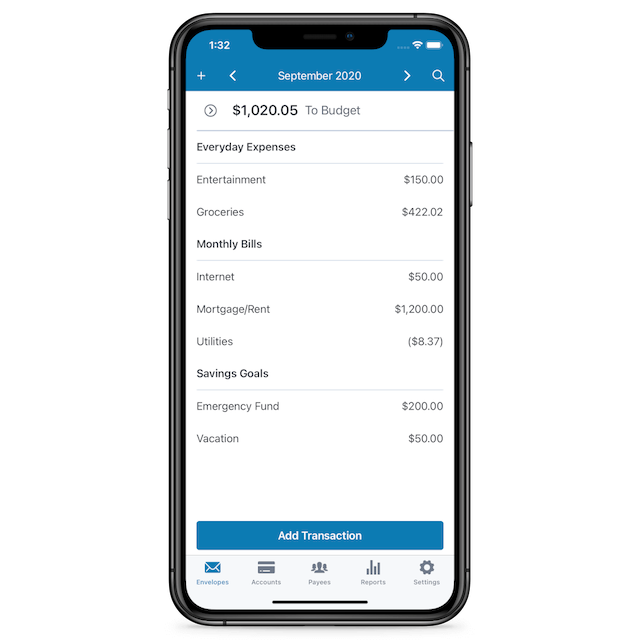 1:32
September 2020
$1,020.05 To Budget
Everyday Expenses
Entertainment $150.00
Groceries $422.02
Monthly Bills
Internet $50.00
Mortgage/Rent $1,200.00
Utilities ($8.37)
Savings Goals
Emergency Fund $200.00
Vacation $50.00
Add Transaction
Envelopes Accounts Payees Reports Settings